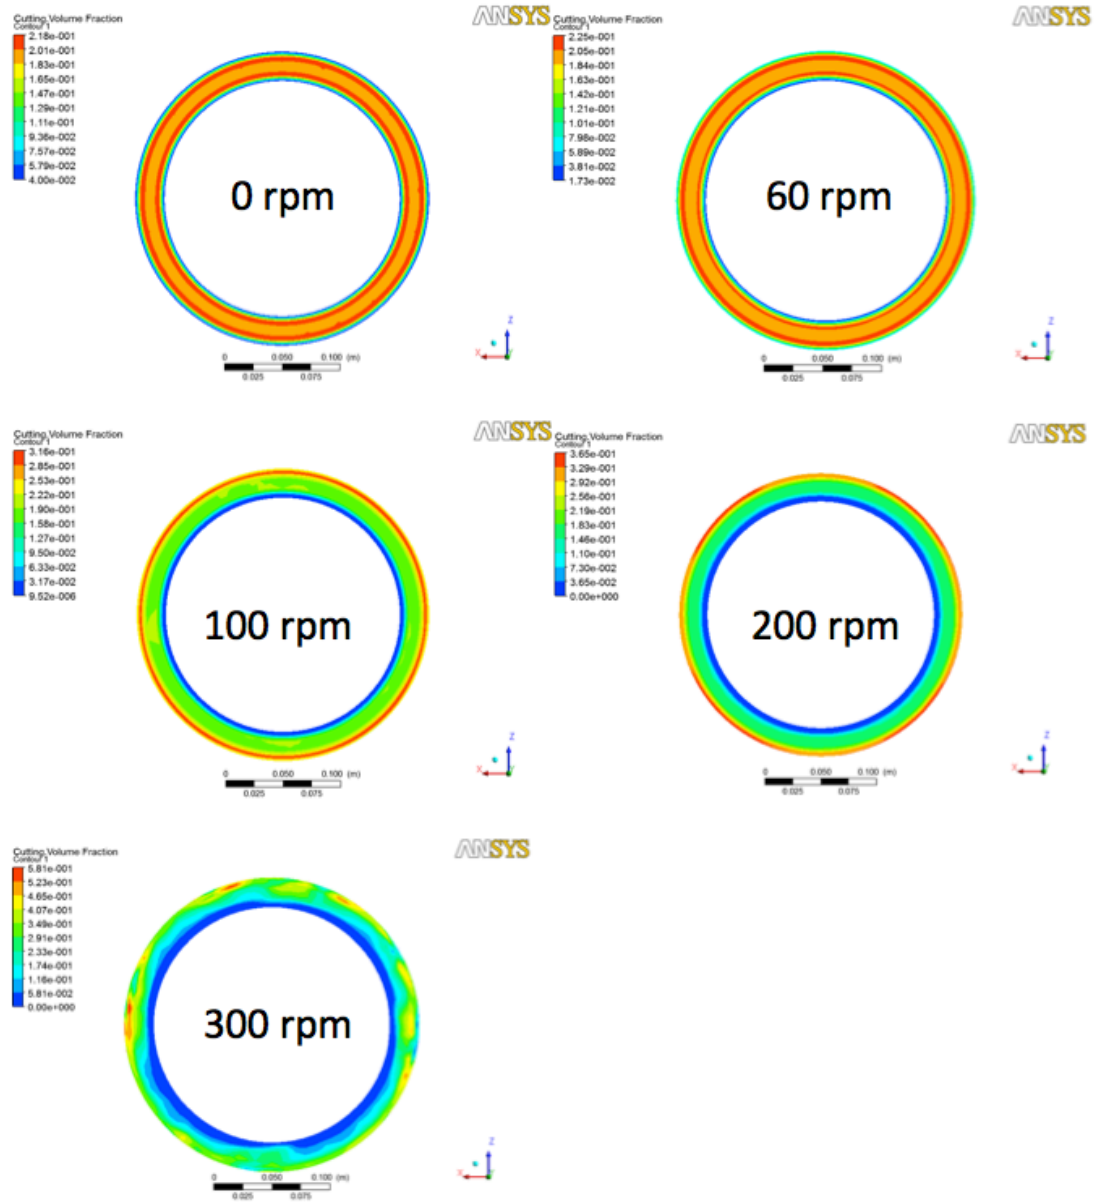 ANSYS
Cutting.Volume Fraction
Contour 1
2.18e-001
2.01e-001
1.83e-001
1.65e-001
1.47e-001
1.29e-001
1.11e-001
9.36e-002
7.57e-002
5.79e-002
4.00e-002
0 rpm
Z
X
Y
0 0.050 0.100 (m)
0.025 0.075
ANSYS
Cutting.Volume Fraction
Contour 1
2.25e-001
2.05e-001
1.84e-001
1.63e-001
1.42e-001
1.21e-001
1.01e-001
7.98e-002
5.89e-002
3.81e-002
1.73e-002
60 rpm
Z
X
Y
0 0.050 0.100 (m)
0.025 0.075
ANSYS
Cutting.Volume Fraction
Contour 1
3.16e-001
2.85e-001
2.53e-001
2.22e-001
1.90e-001
1.58e-001
1.27e-001
9.50e-002
6.33e-002
3.17e-002
9.52e-006
100 rpm
Z
X
Y
0 0.050 0.100 (m)
0.025 0.075
ANSYS
Cutting.Volume Fraction
Contour 1
3.65e-001
3.29e-001
2.92e-001
2.56e-001
2.19e-001
1.83e-001
1.46e-001
1.10e-001
7.30e-002
3.65e-002
0.00e+000
200 rpm
Z
X
Y
0 0.050 0.100 (m)
0.025 0.075
ANSYS
Cutting.Volume Fraction
Contour 1
5.81e-001
5.23e-001
4.65e-001
4.07e-001
3.49e-001
2.91e-001
2.33e-001
1.74e-001
1.16e-001
5.81e-002
0.00e+000
300 rpm
Z
X
Y
0 0.050 0.100 (m)
0.025 0.075